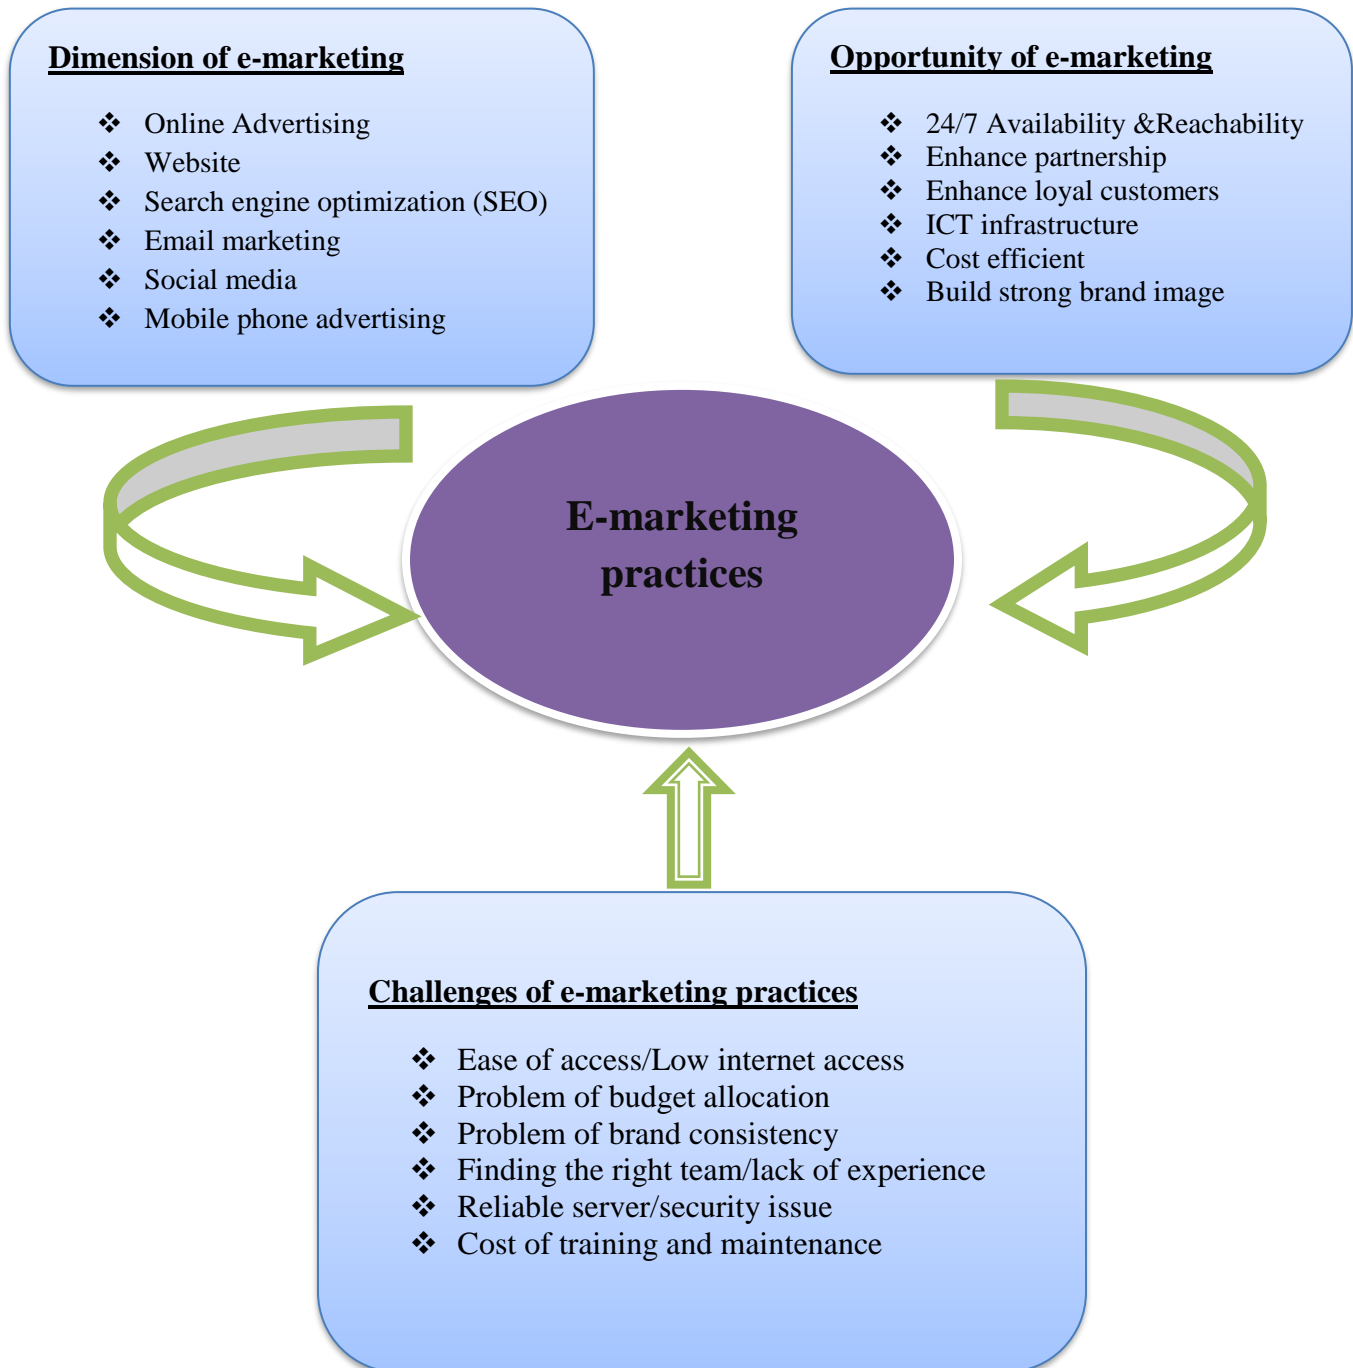 Dimension of e-marketing
❖ Online Advertising
❖ Website
❖ Search engine optimization (SEO)
❖ Email marketing
❖ Social media
❖ Mobile phone advertising
Opportunity of e-marketing
❖ 24/7 Availability &Reachability
❖ Enhance partnership
❖ Enhance loyal customers
❖ ICT infrastructure
❖ Cost efficient
❖ Build strong brand image
E-marketing
practices
Challenges of e-marketing practices
❖ Ease of access/Low internet access
❖ Problem of budget allocation
❖ Problem of brand consistency
❖ Finding the right team/lack of experience
❖ Reliable server/security issue
❖ Cost of training and maintenance